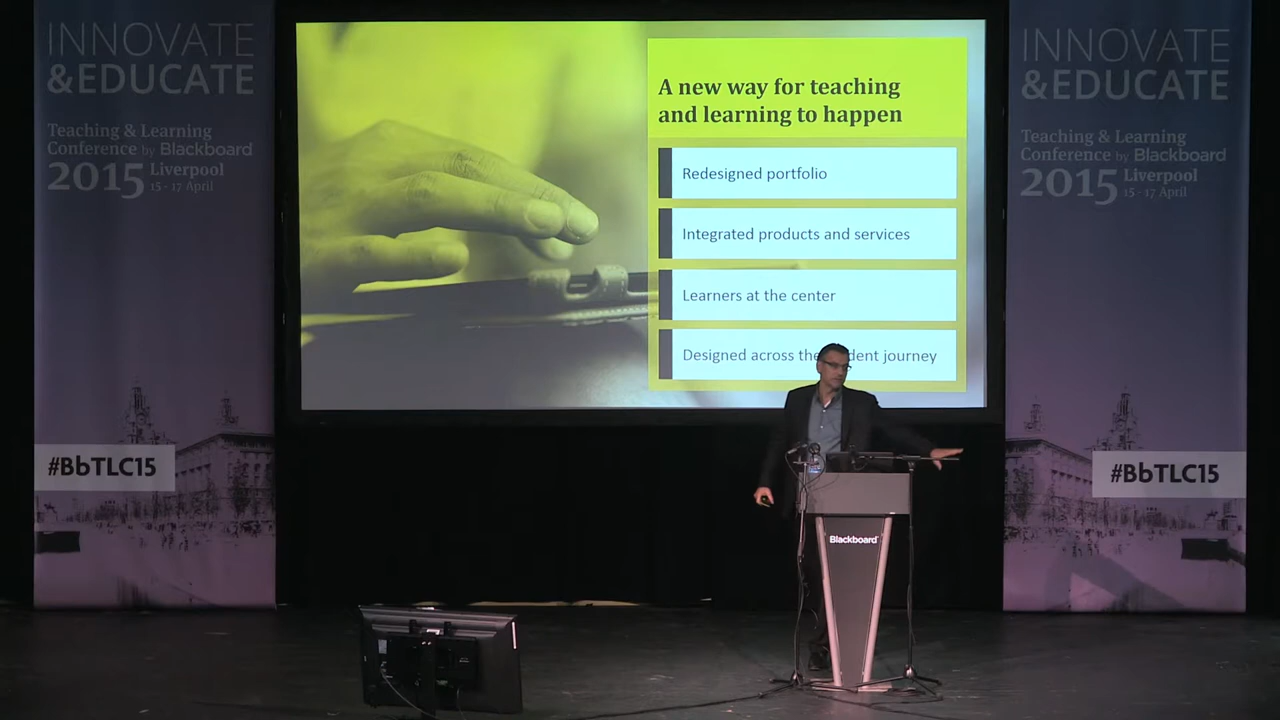 INNOVATE
&EDUCATE
Teaching & Learning
Conference by Blackboard
2015 Liverpool
15 - 17 April
#BbTLC15
A new way for teaching
and learning to happen
Redesigned portfolio
Integrated products and services
Learners at the center
Designed across the dent journey
Blackboard
INNOVATE
&EDUCATE
Teaching & Learning
Conference by Blackboard
2015 Liverpool
15 - 17 April
#BbTLC15